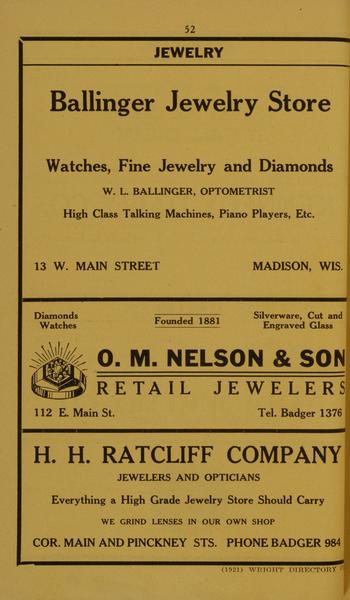 52
JEWELRY
Ballinger Jewelry Store
Watches, Fine Jewelry and Diamonds
W. L. BALLINGER, OPTOMETRIST
High Class Talking Machines, Piano Players, Etc.
13 W. MAIN STREET MADISON, WIS.
Diamonds
Watches
Founded 1881
Silverware, Cut and
Engraved Glass
O. M. NELSON & SON
RETAIL JEWELERS
112 E. Main St. Tel. Badger 1376
H. H. RATCLIFF COMPANY
JEWELERS AND OPTICIANS
Everything a High Grade Jewelry Store Should Carry
WE GRIND LENSES IN OUR OWN SHOP
COR. MAIN AND PINCKNEY STS. PHONE BADGER 984
(1921) WRIGHT DIRECTORY